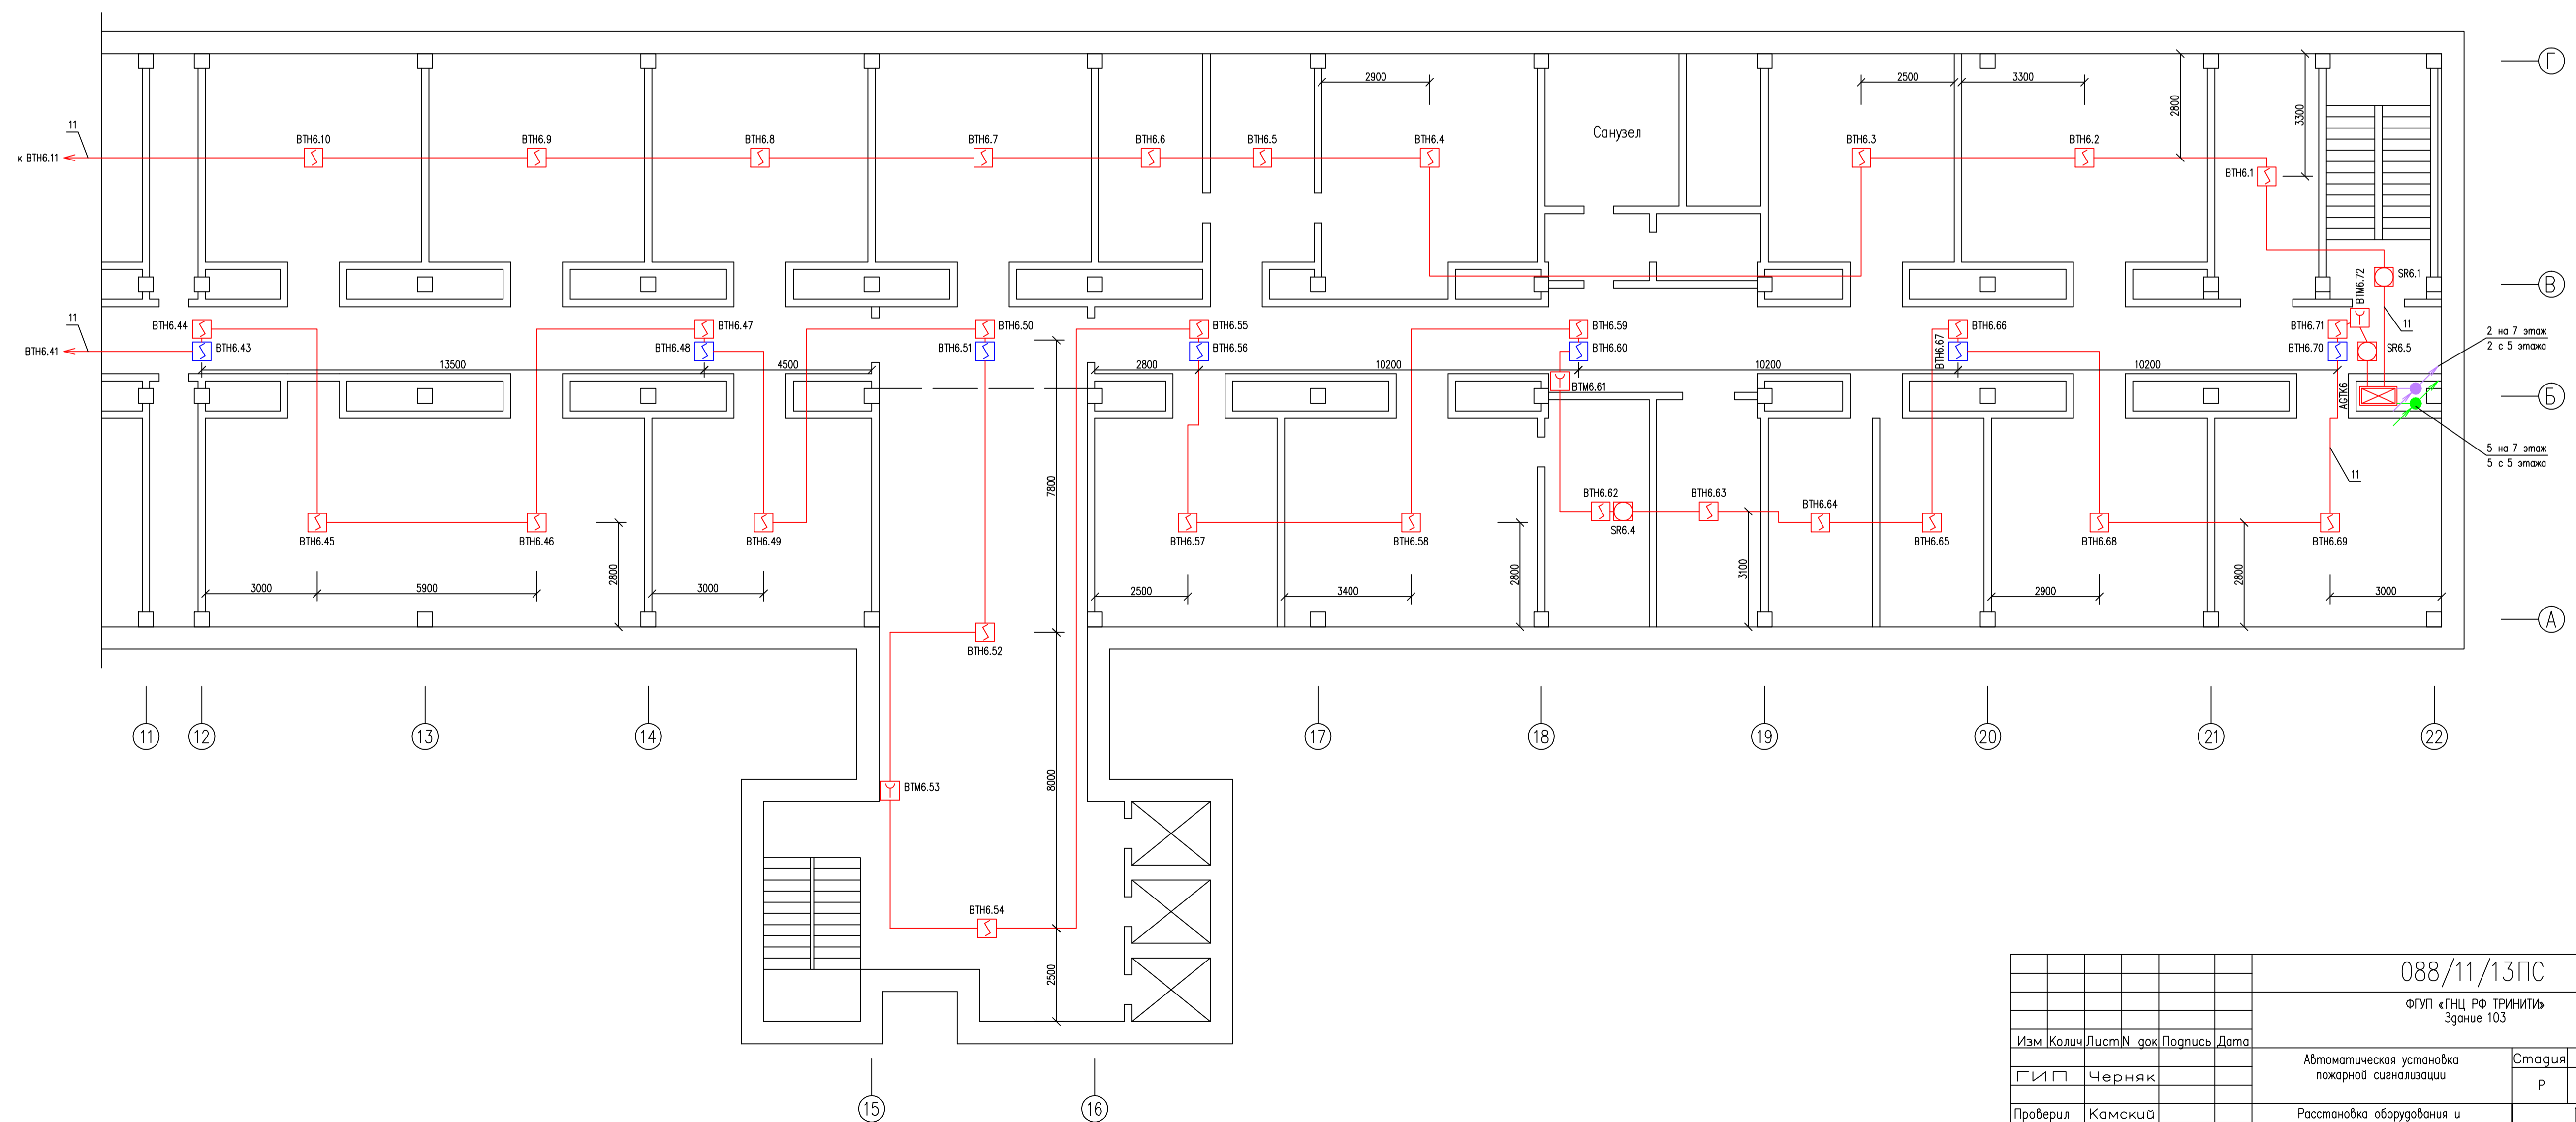 Г
2900
2500
3300
2800
3300
Санузел
11
к ВТН6.11
ВТН6.10
ВТН6.9
ВТН6.8
ВТН6.7
ВТН6.6
ВТН6.5
ВТН6.4
ВТН6.3
ВТН6.2
ВТН6.1
SR6.1
ВТМ6.72
В
11
ВТН6.41
ВТН6.44
ВТН6.43
ВТН6.47
ВТН6.48
ВТН6.50
ВТН6.51
ВТН6.55
ВТН6.56
ВТН6.59
ВТН6.60
ВТН6.66
ВТН6.67
ВТН6.71
ВТН6.70
11
SR6.5
2 на 7 этаж
2 с 5 этажа
13500
4500
2800
10200
10200
10200
ВТМ6.61
АGТК6
Б
5 на 7 этаж
5 с 5 этажа
11
7800
ВТН6.62
SR6.4
ВТН6.63
ВТН6.64
ВТН6.45
ВТН6.46
ВТН6.49
ВТН6.57
ВТН6.58
ВТН6.65
ВТН6.68
ВТН6.69
3000
5900
2800
3000
2500
3400
2800
3100
2900
2800
3000
А
ВТН6.52
11
12
13
14
17
18
19
20
21
22
8000
ВТМ6.53
ВТН6.54
2500
15
16
088/11/13ПС
ФГУП «ГНЦ РФ ТРИНИТИ»
Здание 103
Изм Колич Лист N док Подпись Дата
Автоматическая установка
пожарной сигнализации
Стадия
Р
ГИП Черняк
Проверил Камский
Расстановка оборудования и